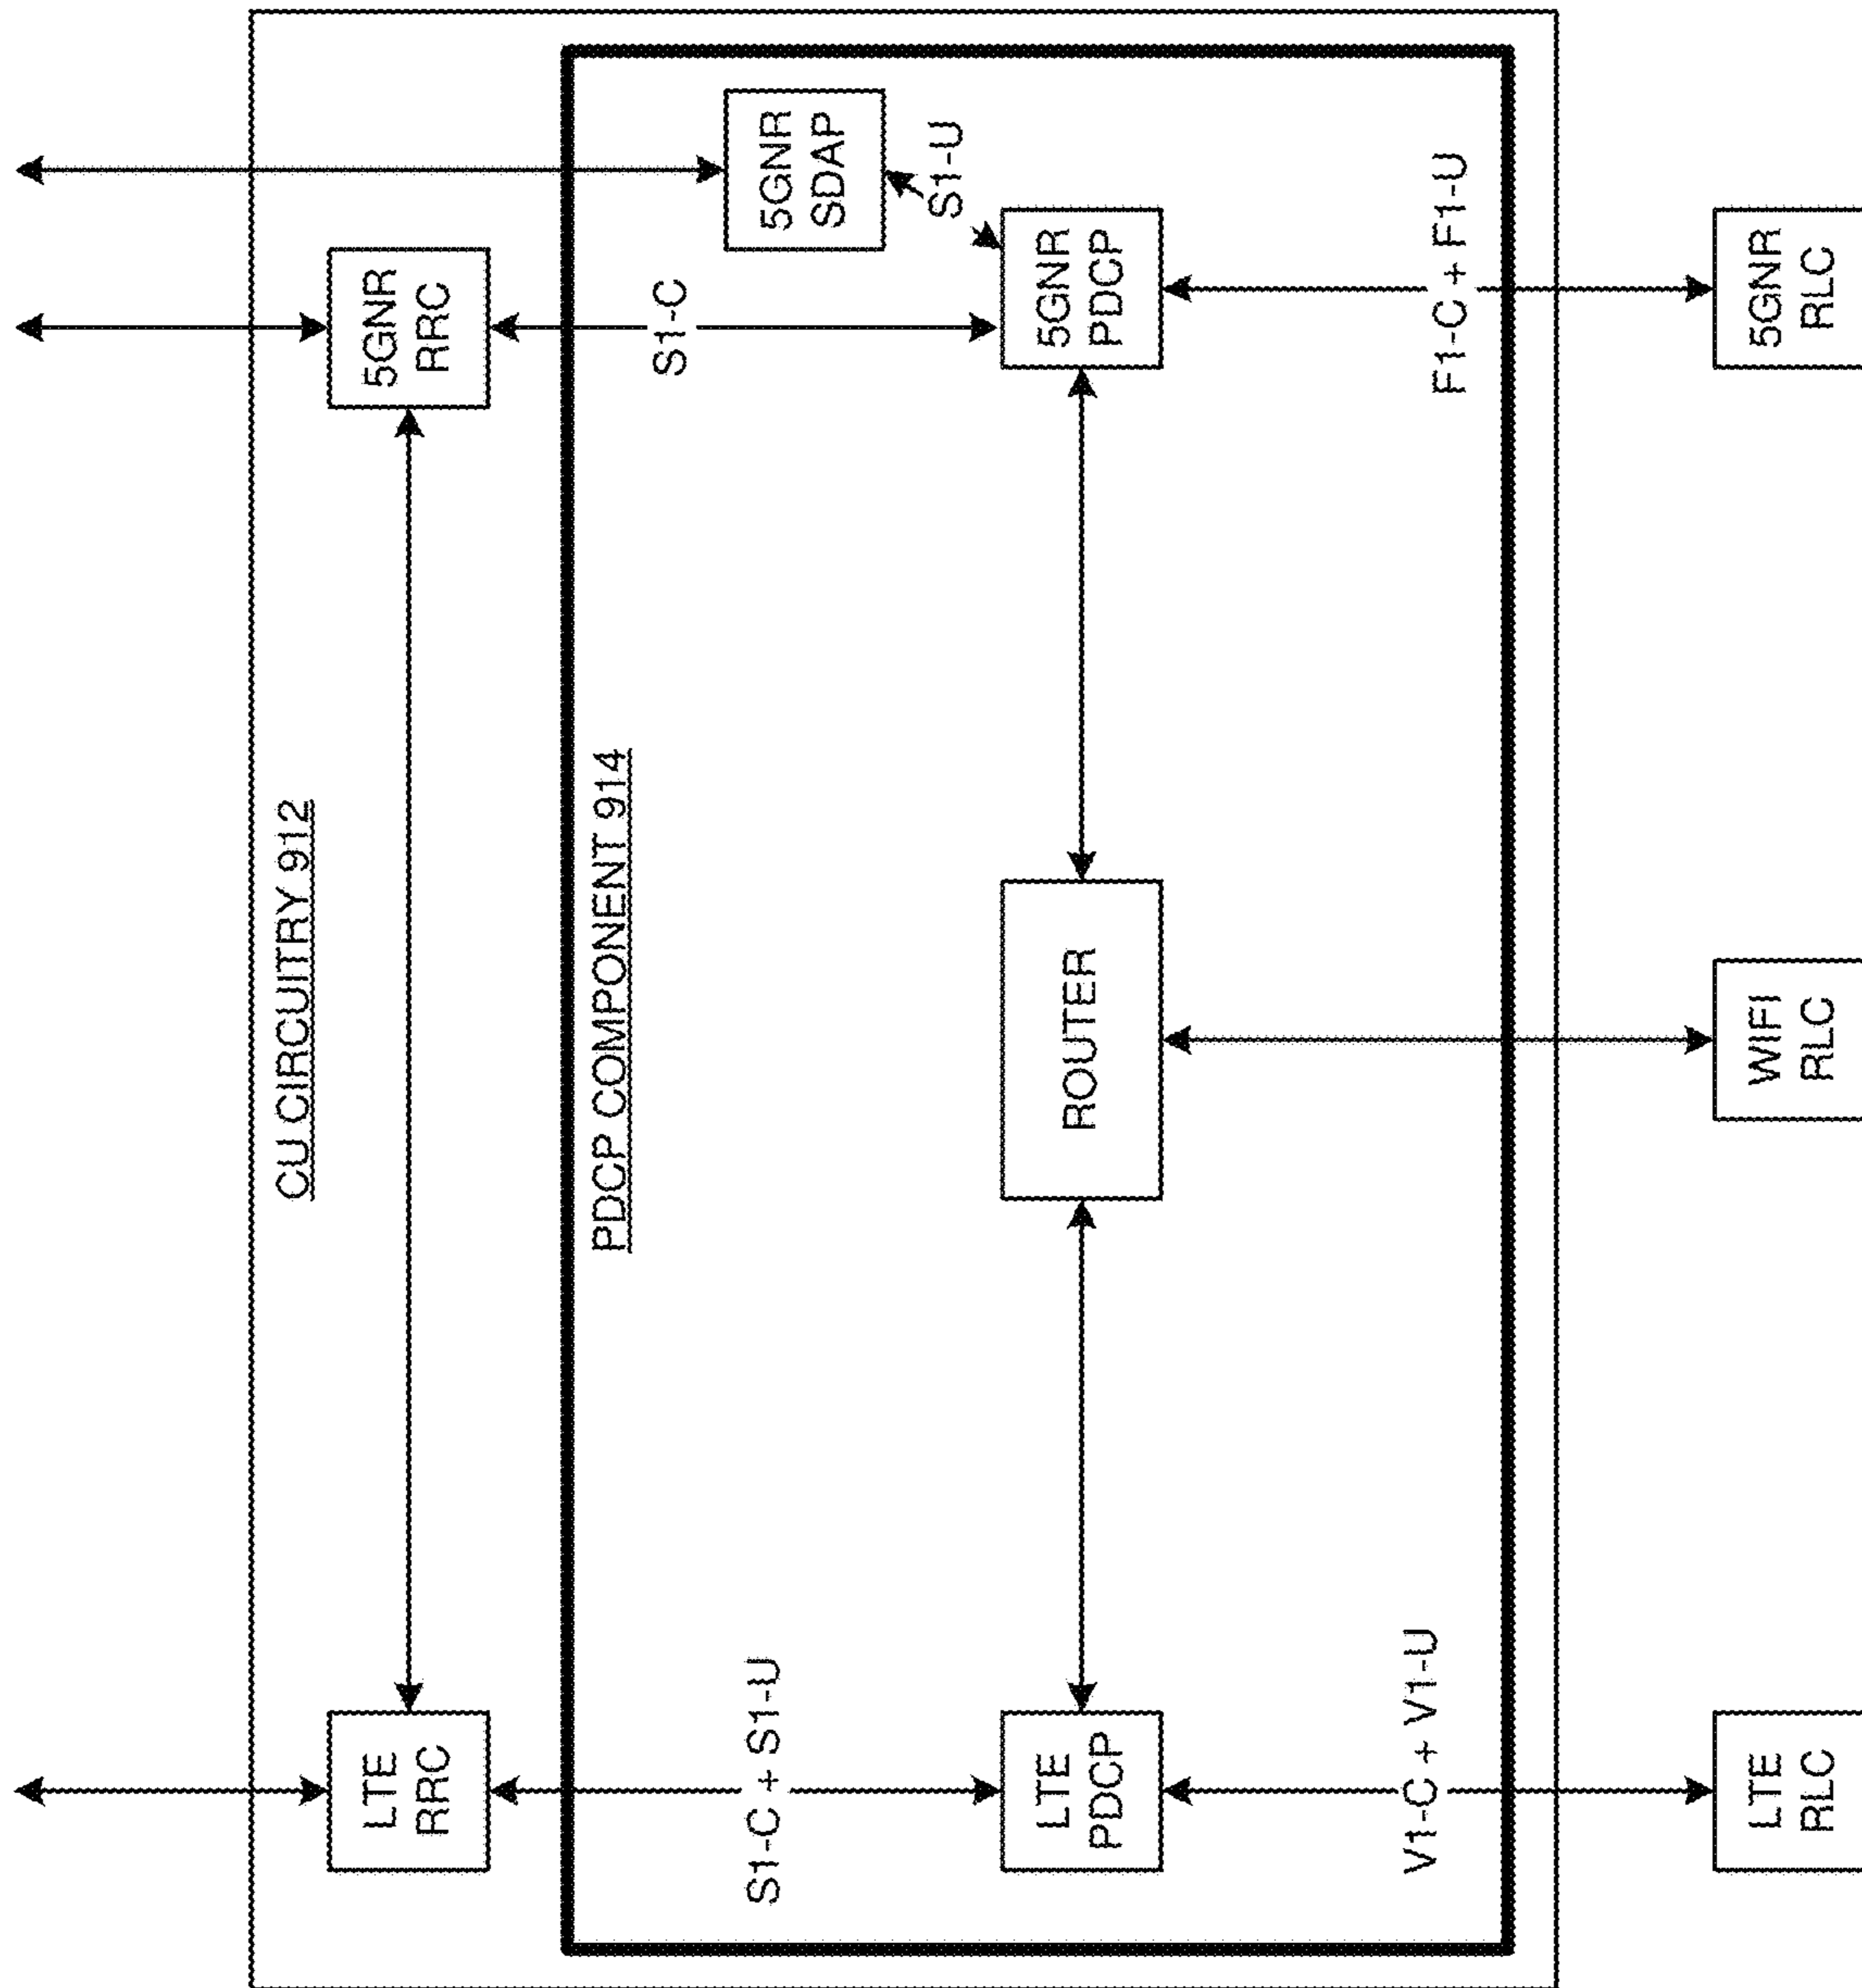 CU CIRCUITRY 912
LTE
RRC
5GNR
RRC
PDCP COMPONENT 914
S1-C + S1-U
S1-C
5GNR
SDAP
S1-U
LTE
PDCP
ROUTER
5GNR
PDCP
V1-C + V1-U
F1-C + F1-U
LTE
RLC
WIFI
RLC
5GNR
RLC